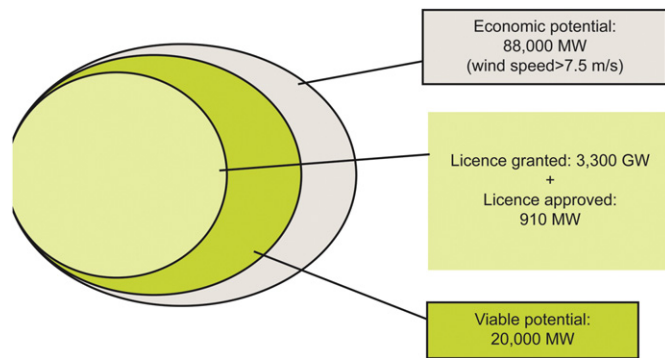 Economic potential:
88,000 MW
(wind speed>7.5 m/s)
Licence granted: 3,300 GW
+
Licence approved:
910 MW
Viable potential:
20,000 MW